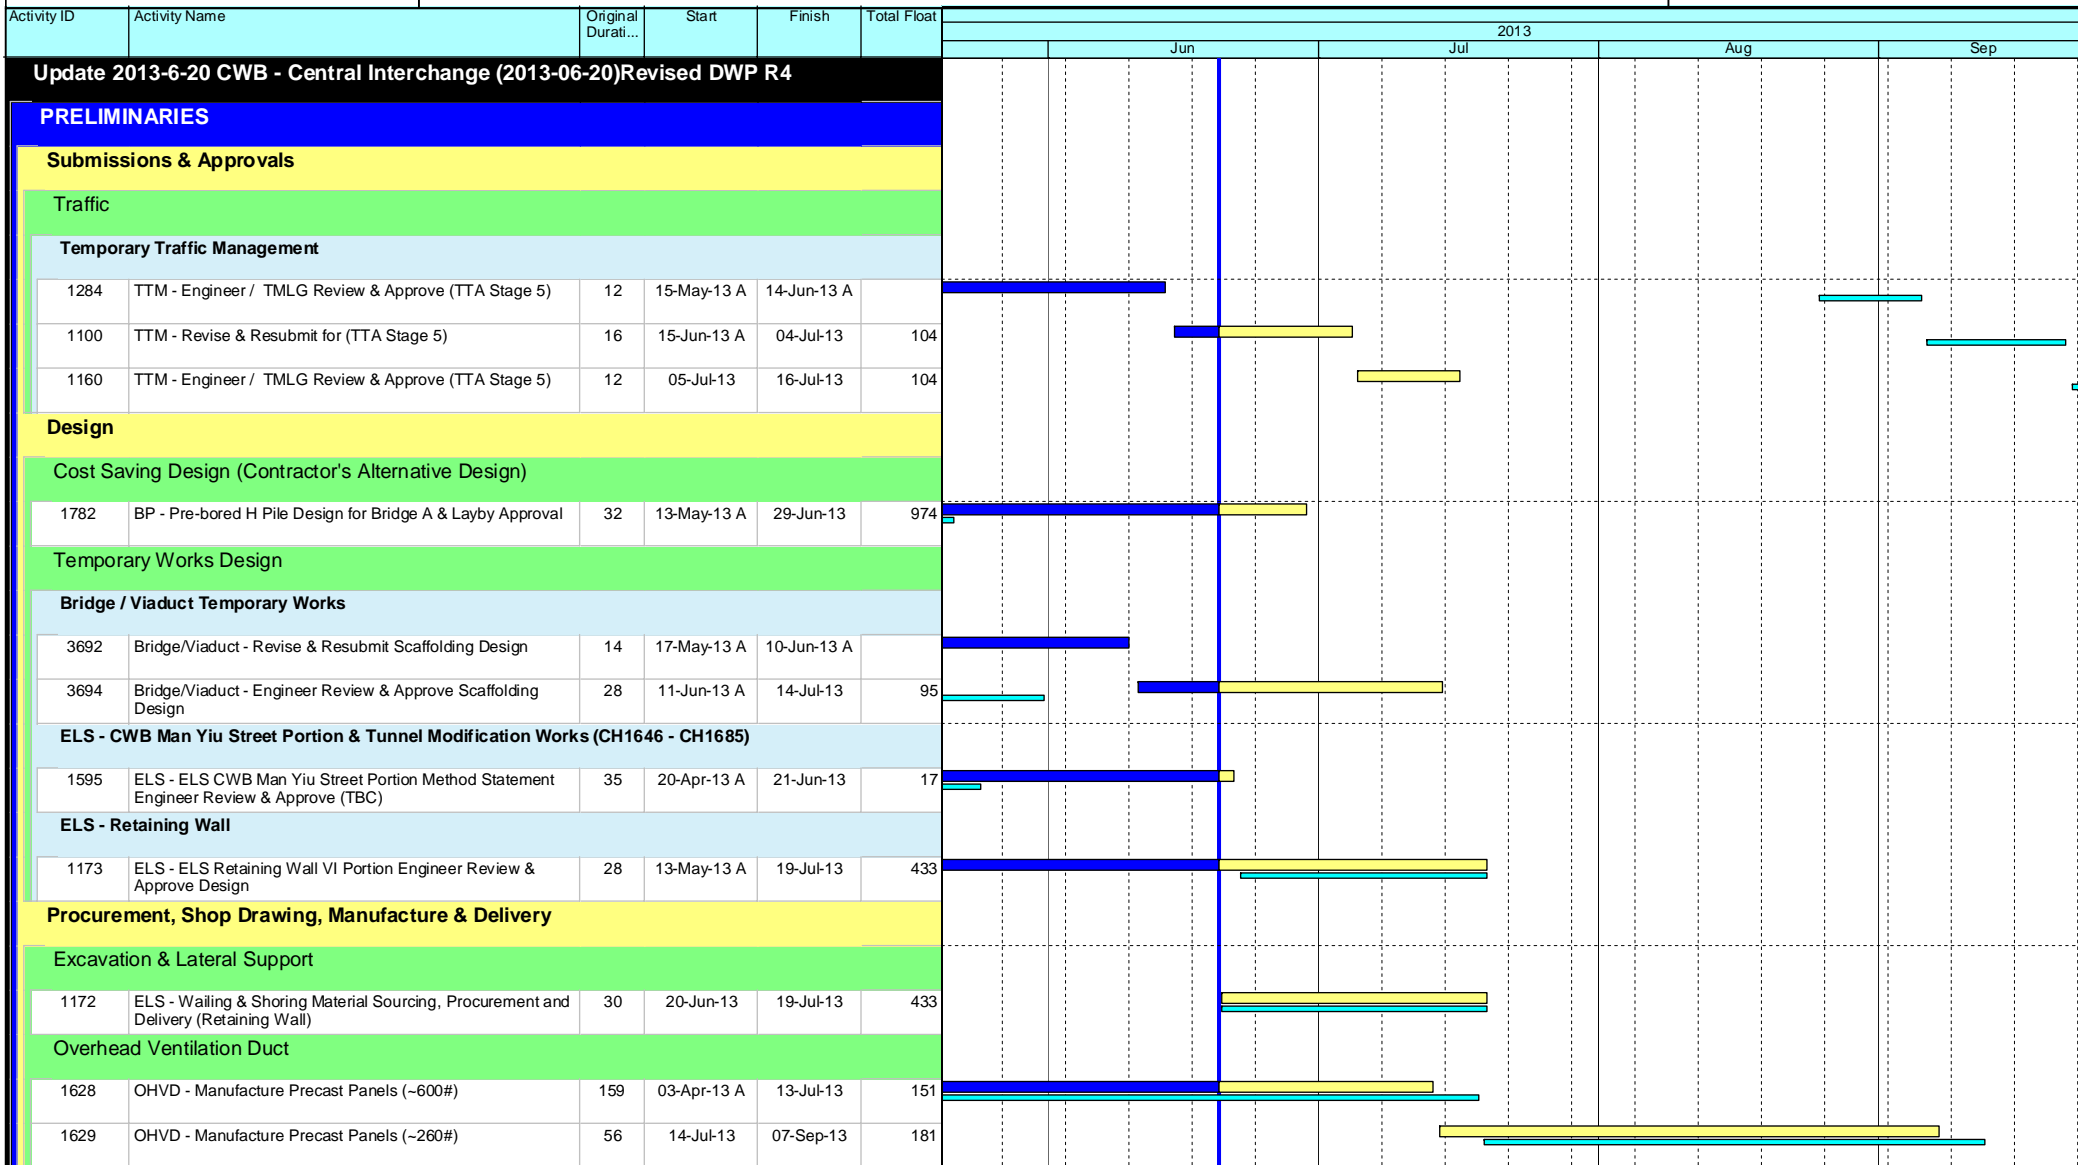 Activity ID Activity Name Original Start Finish Total Float
Durati...
2013
Jun Jul Aug Sep
Update 2013-6-20 CWB - Central Interchange (2013-06-20)Revised DWP R4
PRELIMINARIES
Submissions & Approvals
Traffic
Temporary Traffic Management
1284 TTM - Engineer / TMLG Review & Approve (TTA Stage 5) 12 15-May-13 A 14-Jun-13 A
1100 TTM - Revise & Resubmit for (TTA Stage 5) 16 15-Jun-13 A 04-Jul-13 104
1160 TTM - Engineer / TMLG Review & Approve (TTA Stage 5) 12 05-Jul-13 16-Jul-13 104
Design
Cost Saving Design (Contractor's Alternative Design)
1782 BP - Pre-bored H Pile Design for Bridge A & Layby Approval 32 13-May-13 A 29-Jun-13 974
Temporary Works Design
Bridge / Viaduct Temporary Works
3692 Bridge/Viaduct - Revise & Resubmit Scaffolding Design 14 17-May-13 A 10-Jun-13 A
3694 Bridge/Viaduct - Engineer Review & Approve Scaffolding 28 11-Jun-13 A 14-Jul-13 95
Design
ELS - CWB Man Yiu Street Portion & Tunnel Modification Works (CH1646 - CH1685)
1595 ELS - ELS CWB Man Yiu Street Portion Method Statement 35 20-Apr-13 A 21-Jun-13 17
Engineer Review & Approve (TBC)
ELS - Retaining Wall
1173 ELS - ELS Retaining Wall VI Portion Engineer Review & 28 13-May-13 A 19-Jul-13 433
Approve Design
Procurement, Shop Drawing, Manufacture & Delivery
Excavation & Lateral Support
1172 ELS - Wailing & Shoring Material Sourcing, Procurement and 30 20-Jun-13 19-Jul-13 433
Delivery (Retaining Wall)
Overhead Ventilation Duct
1628 OHVD - Manufacture Precast Panels (~600#) 159 03-Apr-13 A 13-Jul-13 151
1629 OHVD - Manufacture Precast Panels (~260#) 56 14-Jul-13 07-Sep-13 181